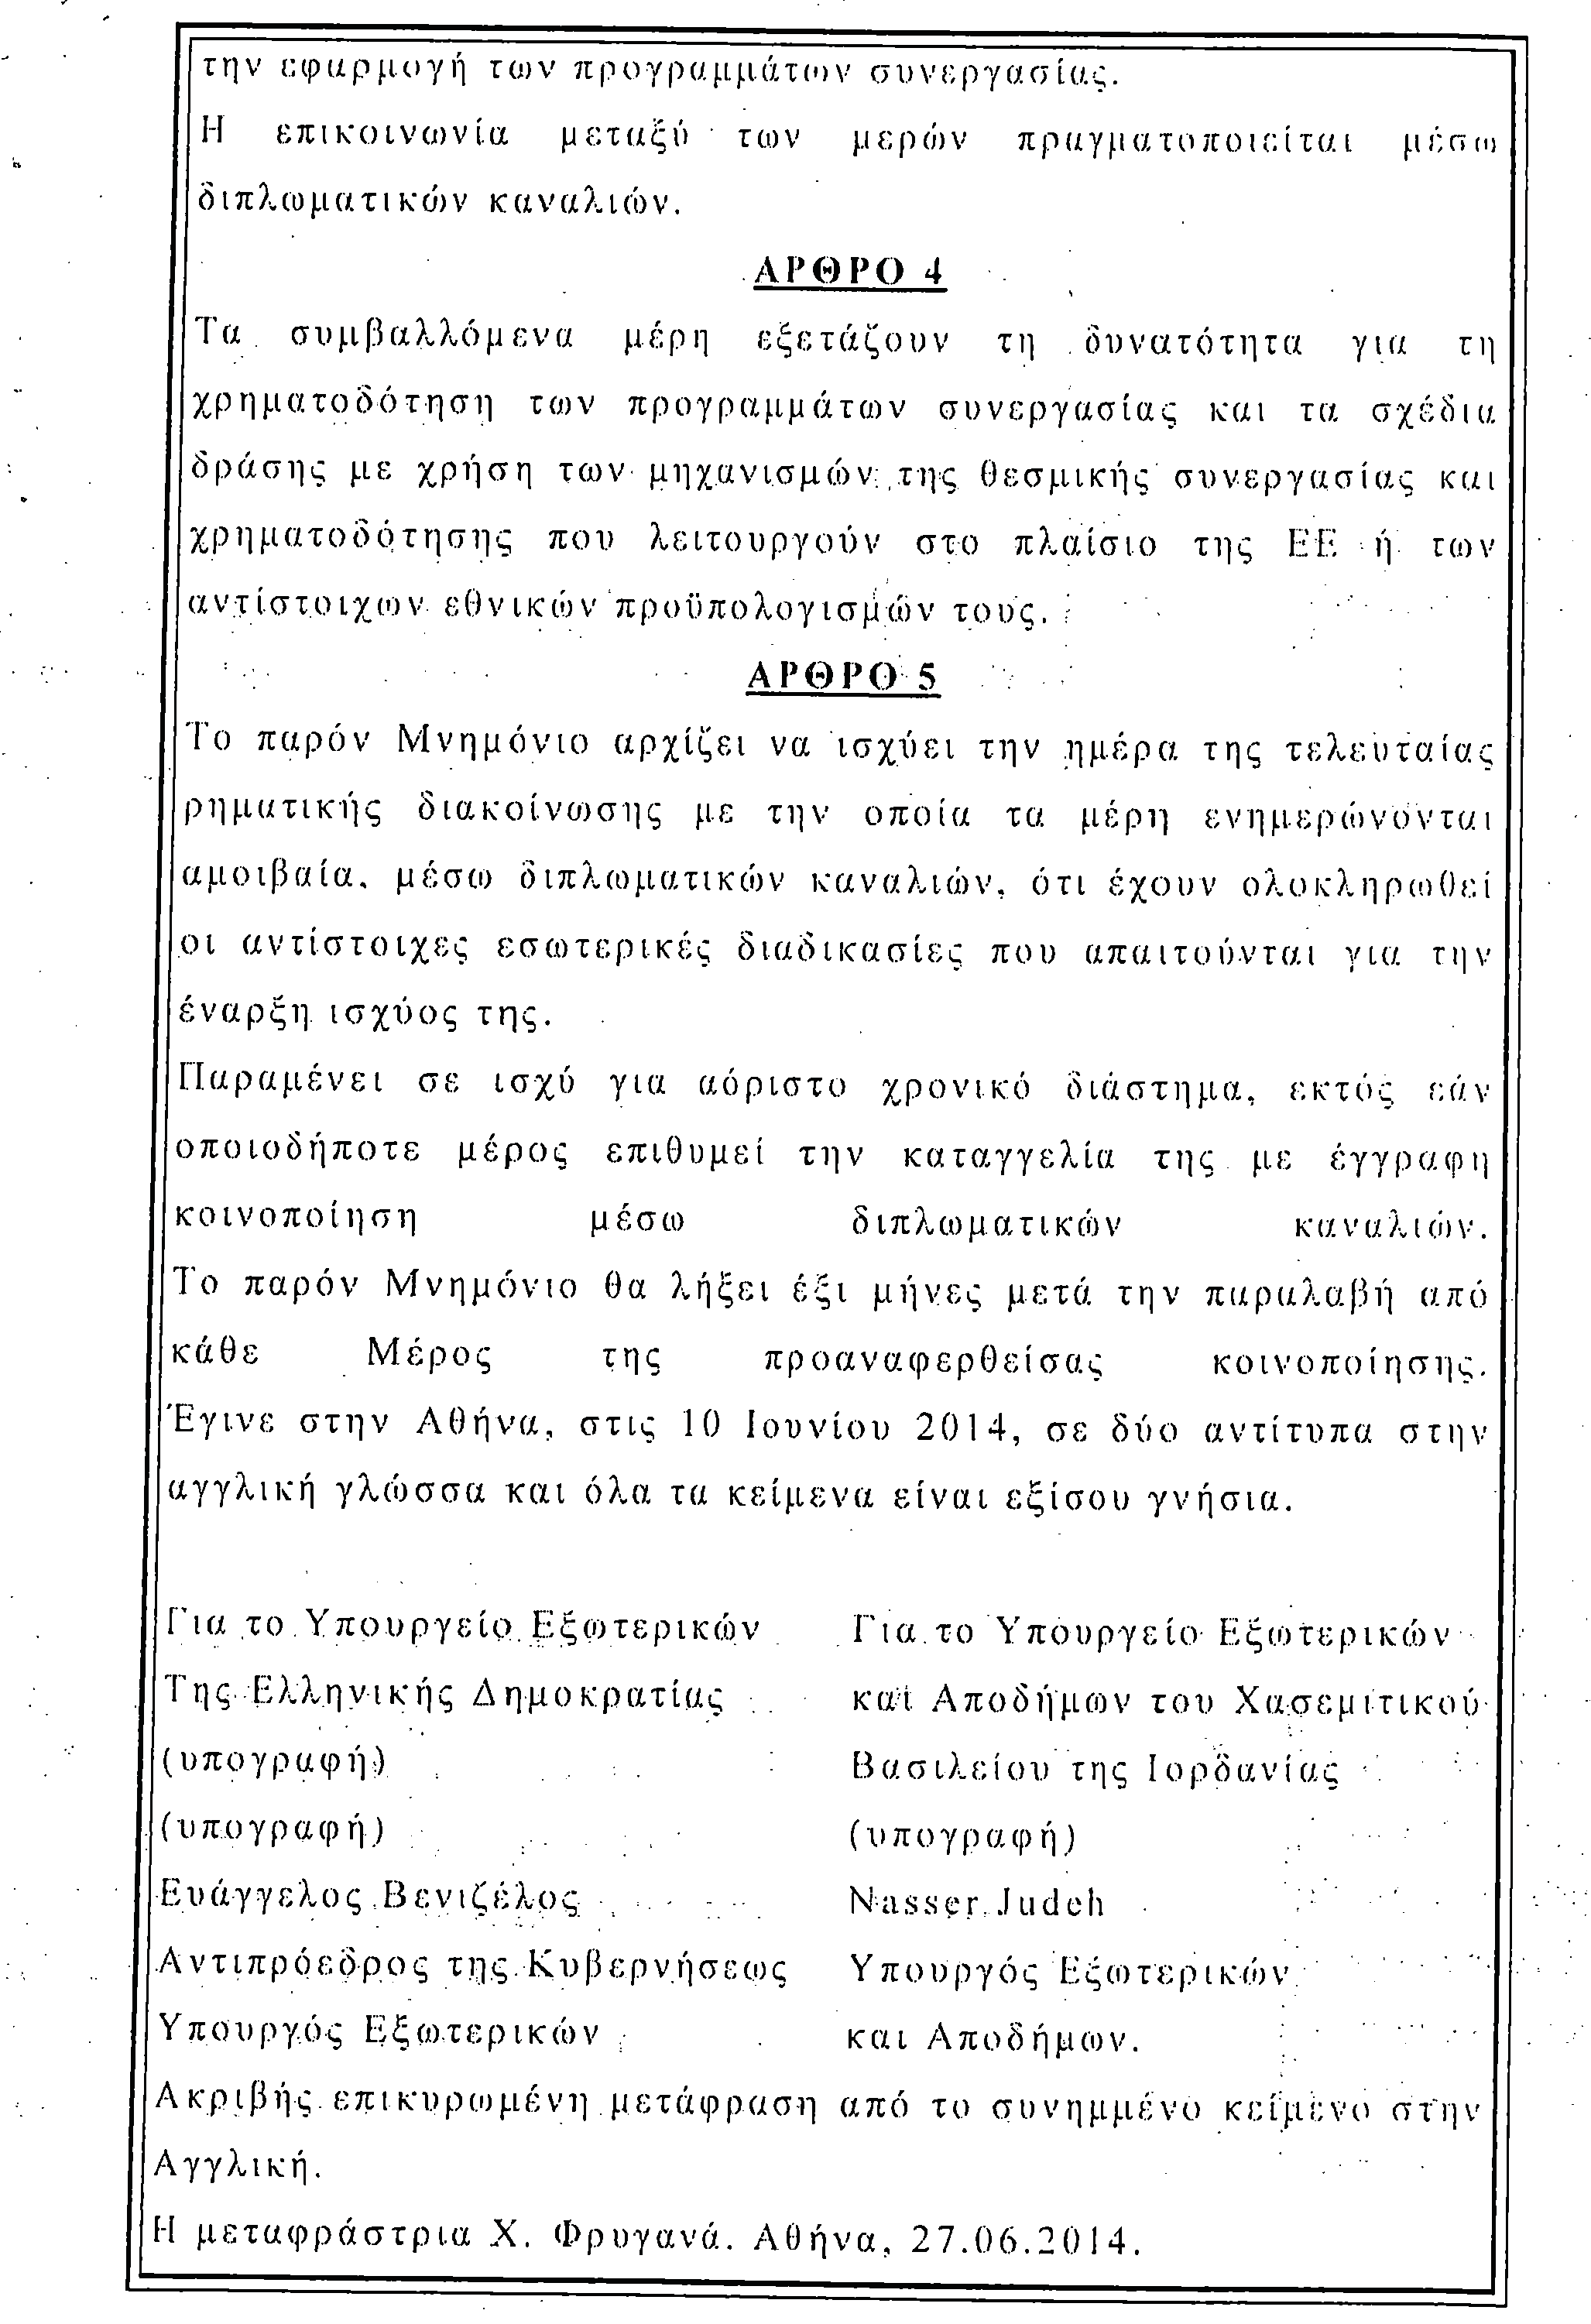 την εφαρμογή των προγραμμάτων συνεργασίας.
Η επικοινωνία μεταξύ των μερών πραγματοποιείται μέσω
διπλωματικών καναλιών.
ΑΡΘΡΟ 4
Τα συμβαλλόμενα μέρη εξετάζουν τη δυνατότητα για τη
χρηματοδότηση των προγραμμάτων συνεργασίας και τα σχέδια
δράσης με χρήση των μηχανισμών της θεσμικής συνεργασίας και
χρηματοδότησης που λειτουργούν στο πλαίσιο της ΕΕ ή των
αντίστοιχων εθνικών προϋπολογισμών τους.
ΑΡΘΡΟ 5
Το παρόν Μνημόνιο αρχίζει να ισχύει την ημέρα της τελευταίας
ρηματικής διακοίνωσης με την οποία τα μέρη ενημερώνονται
αμοιβαία, μέσω διπλωματικών καναλιών, ότι έχουν ολοκληρωθεί
οι αντίστοιχες εσωτερικές διαδικασίες που απαιτούνται για την
έναρξη ισχύος της.
Παραμένει σε ισχύ για αόριστο χρονικό διάστημα, εκτός εάν
οποιοδήποτε μέρος επιθυμεί την καταγγελία της με έγγραφη
κοινοποίηση μέσω διπλωματικών καναλιών.
Το παρόν Μνημόνιο θα λήξει έξι μήνες μετά την παραλαβή από
κάθε Μέρος της προαναφερθείσας κοινοποίησης.
Έγινε στην Αθήνα, στις 10 Ιουνίου 2014, σε δύο αντίτυπα στην
αγγλική γλώσσα και όλα τα κείμενα είναι εξίσου γνήσια.
Για το Υπουργείο Εξωτερικών
Της Ελληνικής Δημοκρατίας
(υπογραφή)
(υπογραφή)
Ευάγγελος Βενιζέλος
Αντιπρόεδρος της Κυβερνήσεως
Υπουργός Εξωτερικών
Για το Υπουργείο Εξωτερικών
και Αποδήμων του Χασεμιτικού
Βασιλείου της Ιορδανίας
(υπογραφή)
Nasser Judeh
Υπουργός Εξωτερικών
και Αποδήμων.
Ακριβής επικυρωμένη μετάφραση από το συνημμένο κείμενο στην
Αγγλική.
Η μεταφράστρια Χ. Φρυγανά. Αθήνα, 27.06.2014.